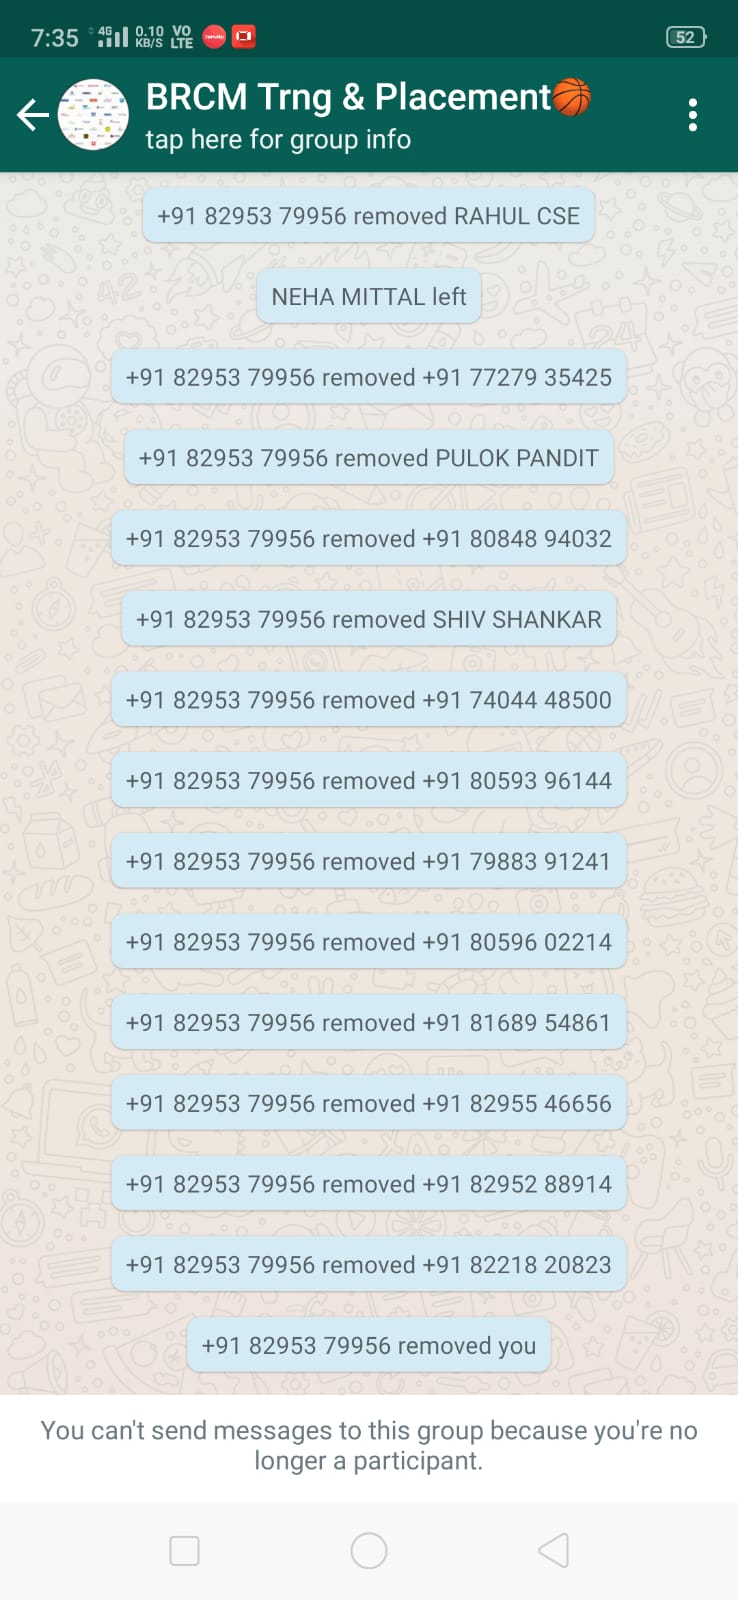 7:35 4G 0.10 KB/S VO LTE 52
BRCM Trng & Placement🏀
tap here for group info
+91 82953 79956 removed RAHUL CSE
NEHA MITTAL left
+91 82953 79956 removed +91 77279 35425
+91 82953 79956 removed PULOK PANDIT
+91 82953 79956 removed +91 80848 94032
+91 82953 79956 removed SHIV SHANKAR
+91 82953 79956 removed +91 74044 48500
+91 82953 79956 removed +91 80593 96144
+91 82953 79956 removed +91 79883 91241
+91 82953 79956 removed +91 80596 02214
+91 82953 79956 removed +91 81689 54861
+91 82953 79956 removed +91 82955 46656
+91 82953 79956 removed +91 82952 88914
+91 82953 79956 removed +91 82218 20823
+91 82953 79956 removed you
You can't send messages to this group because you're no
longer a participant.